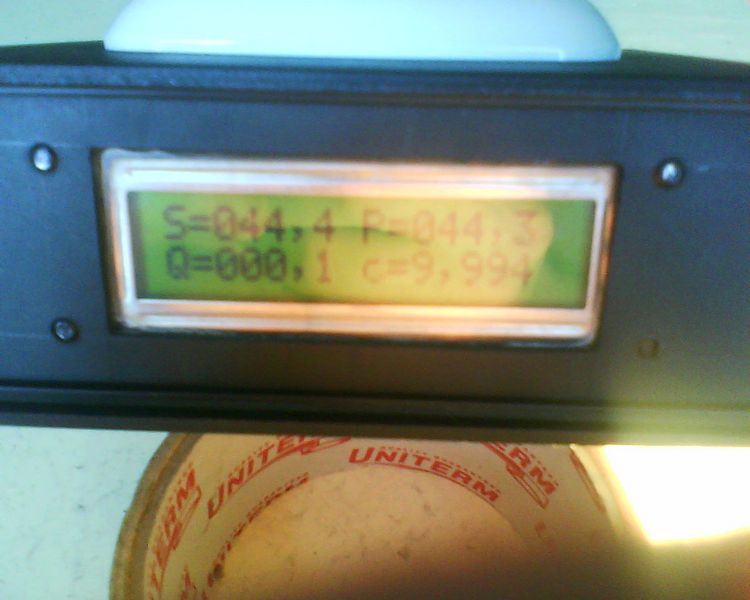 S=044,4 P=044,3
Q=000,1 c=9,994
UNITERM
UNITERM